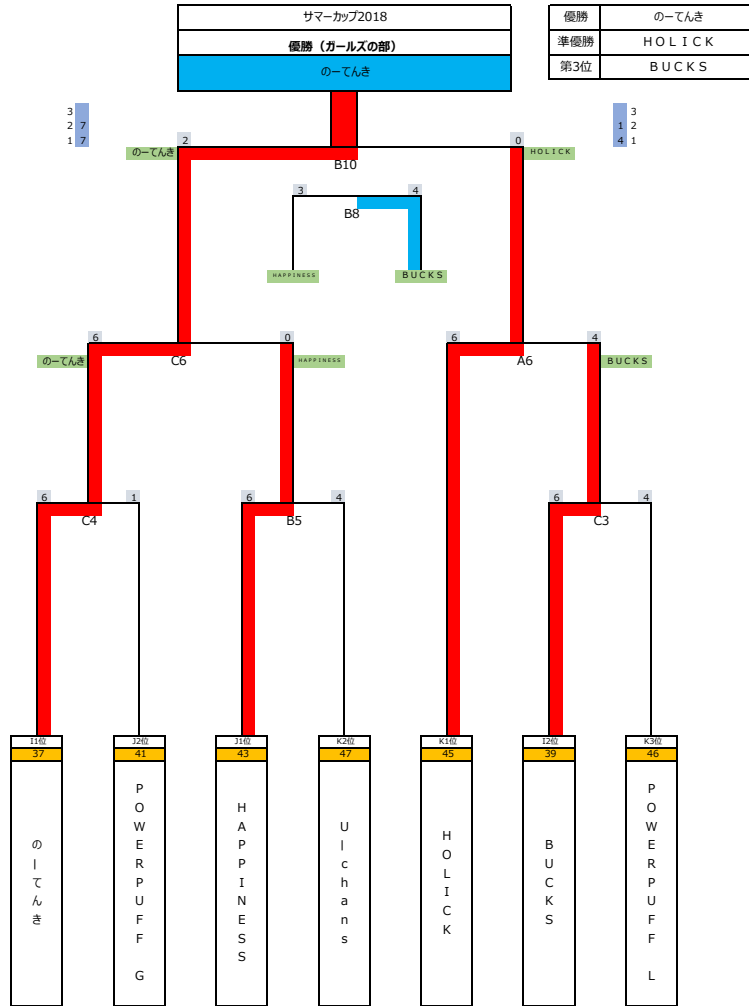 サマーカップ2018
優勝（ガールズの部）
のーてんき
優勝 のーてんき
準優勝 ＨＯＬＩＣＫ
第3位 ＢＵＣＫＳ
3
2 7
1 7
3
1 2
4 1
のーてんき 2 0 ＨＯＬＩＣＫ
B10
3 4
B8
ＨＡＰＰＩＮＥＳＳ ＢＵＣＫＳ
6 0 6 4
のーてんき C6 ＨＡＰＰＩＮＥＳＳ A6 ＢＵＣＫＳ
6 1 6 4 6 4
C4 B5 C3
I1位 J2位 J1位 K2位 K1位 I2位 K3位
37 41 43 47 45 39 46
のーてんき
ＰＯＷＥＲＰＵＦＦ　Ｇ
ＨＡＰＰＩＮＥＳＳ
Ｕｌｃｈａｎｓ
ＨＯＬＩＣＫ
ＢＵＣＫＳ
ＰＯＷＥＲＰＵＦＦ　Ｌ